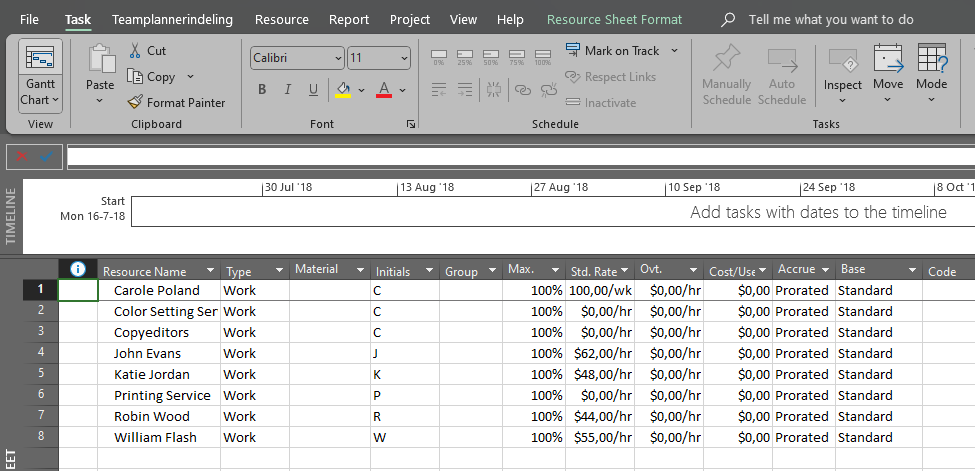 File Task Teamplannerindeling Resource Report Project View Help Resource Sheet Format Tell me what you want to do
Gantt Chart
View
Paste
Cut
Copy
Format Painter
Clipboard
Calibri 11
B I U A
Font
0% 25% 50% 75% 100%
Mark on Track
Respect Links
Inactivate
Schedule
Manually Schedule
Auto Schedule
Inspect
Move
Mode
Tasks
TIMELINE
30 Jul '18 13 Aug '18 27 Aug '18 10 Sep '18 24 Sep '18 8 Oct '1
Start
Mon 16-7-18
Add tasks with dates to the timeline
Resource Name Type Material Initials Group Max. Std. Rate Ovt. Cost/Use Accrue Base Code
1 Carole Poland Work C 100% 100,00/wk $0,00/hr $0,00 Prorated Standard
2 Color Setting Ser Work C 100% $0,00/hr $0,00/hr $0,00 Prorated Standard
3 Copyeditors Work C 100% $0,00/hr $0,00/hr $0,00 Prorated Standard
4 John Evans Work J 100% $62,00/hr $0,00/hr $0,00 Prorated Standard
5 Katie Jordan Work K 100% $48,00/hr $0,00/hr $0,00 Prorated Standard
6 Printing Service Work P 100% $0,00/hr $0,00/hr $0,00 Prorated Standard
7 Robin Wood Work R 100% $44,00/hr $0,00/hr $0,00 Prorated Standard
8 William Flash Work W 100% $55,00/hr $0,00/hr $0,00 Prorated Standard
EET